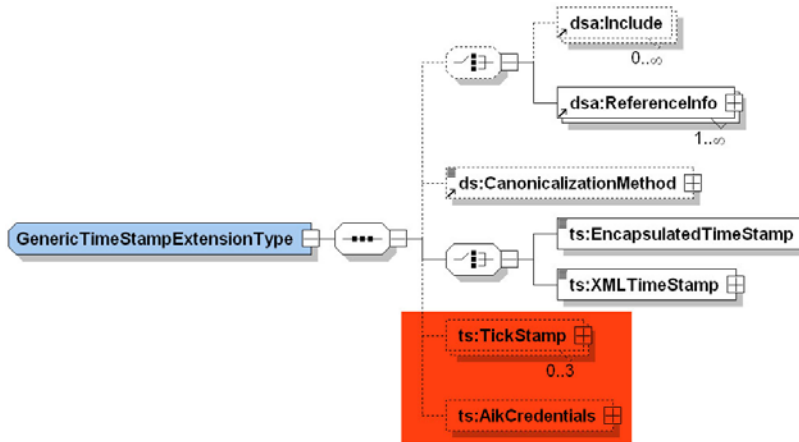 dsa:Include
0..∞
dsa:ReferenceInfo
1..∞
ds:CanonicalizationMethod
GenericTimeStampExtensionType
ts:EncapsulatedTimeStamp
ts:XMLTimeStamp
ts:TickStamp
0..3
ts:AikCredentials